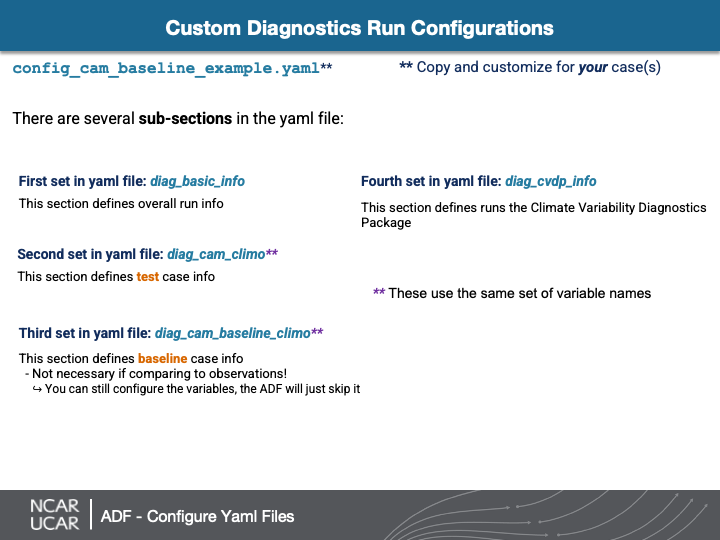 Custom Diagnostics Run Configurations
config_cam_baseline_example.yaml**
** Copy and customize for your case(s)
There are several sub-sections in the yaml file:
First set in yaml file: diag_basic_info
This section defines overall run info
Second set in yaml file: diag_cam_climo**
This section defines test case info
Third set in yaml file: diag_cam_baseline_climo**
This section defines baseline case info
- Not necessary if comparing to observations!
↪ You can still configure the variables, the ADF will just skip it
Fourth set in yaml file: diag_cvdp_info
This section defines runs the Climate Variability Diagnostics
Package
** These use the same set of variable names
NCAR
UCAR
ADF - Configure Yaml Files